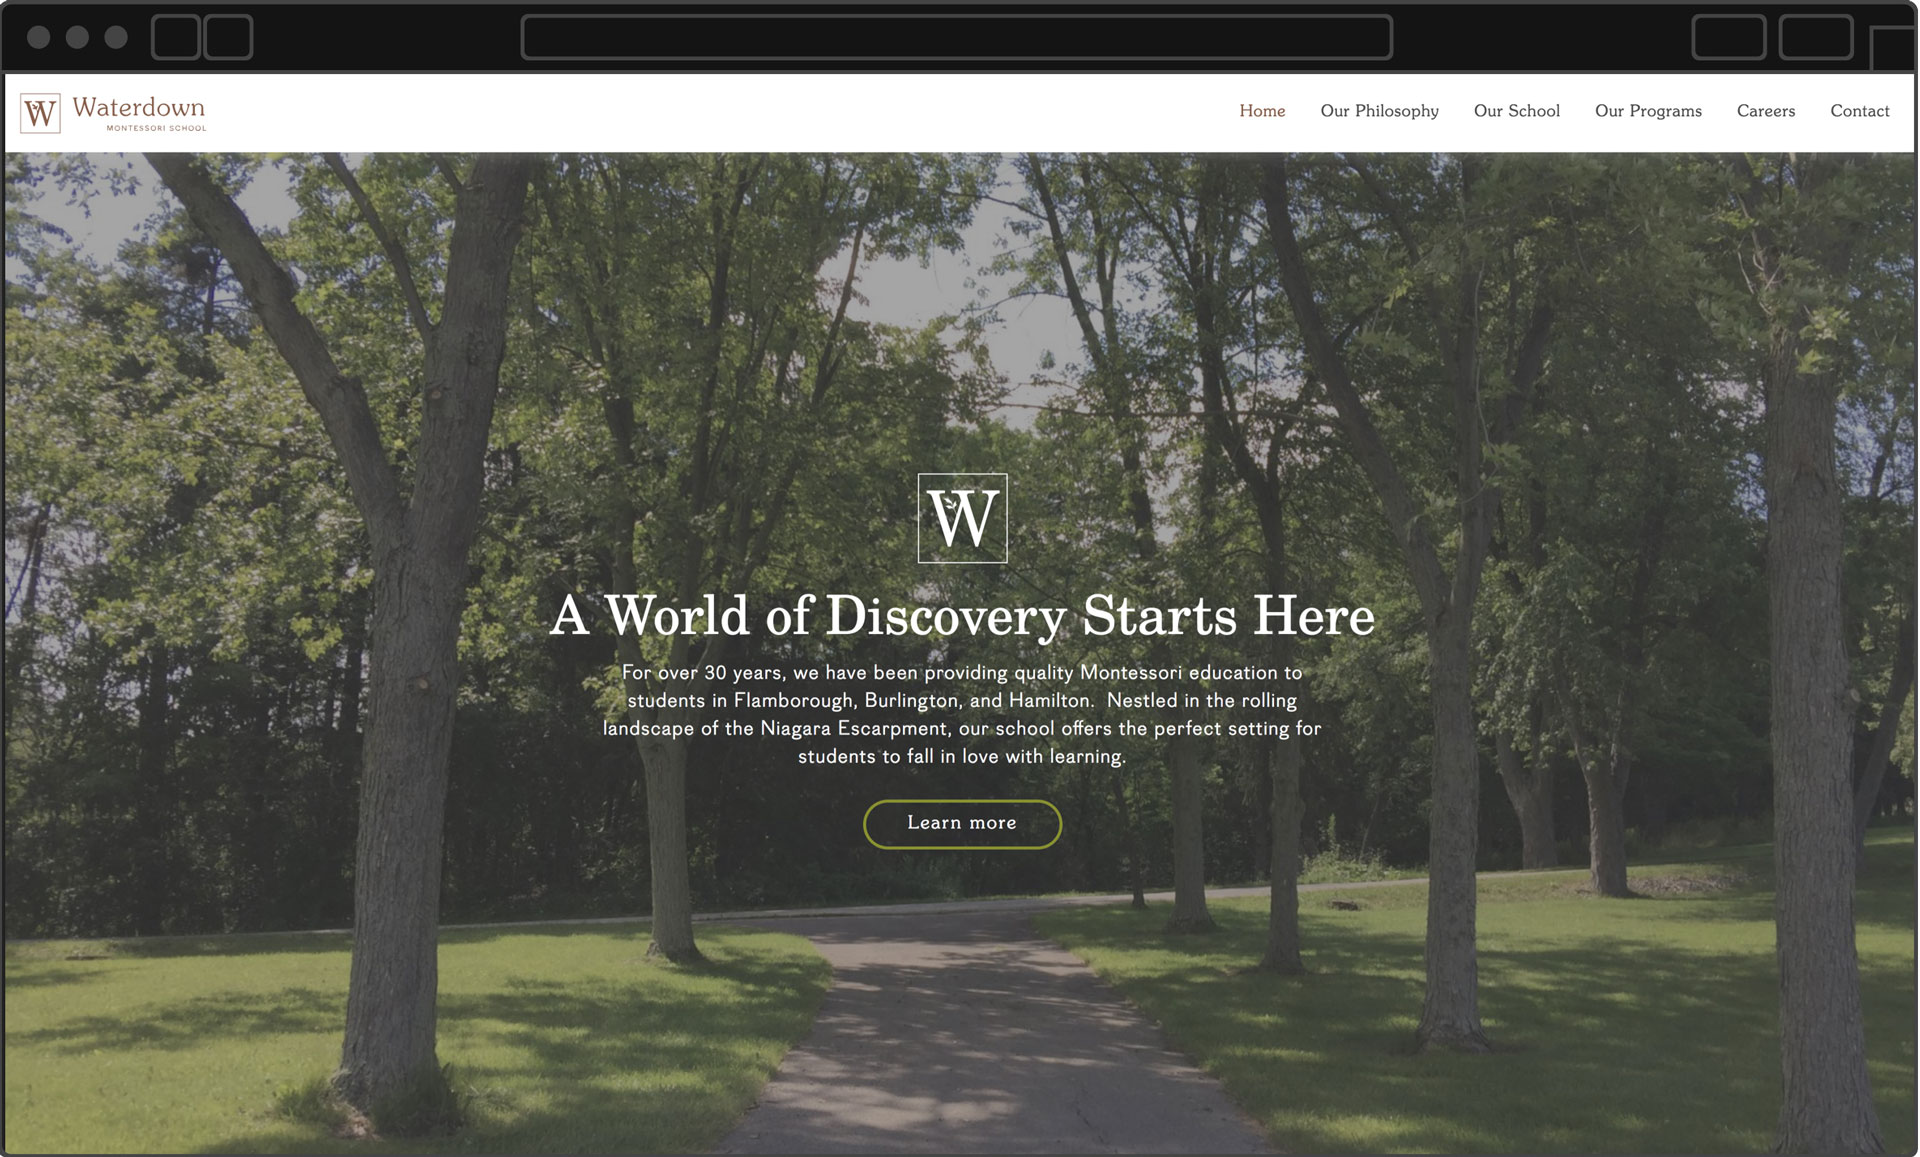 W Waterdown
MONTESSORI SCHOOL
Home Our Philosophy Our School Our Programs Careers Contact
W
A World of Discovery Starts Here
For over 30 years, we have been providing quality Montessori education to
students in Flamborough, Burlington, and Hamilton.  Nestled in the rolling
landscape of the Niagara Escarpment, our school offers the perfect setting for
students to fall in love with learning.
Learn more